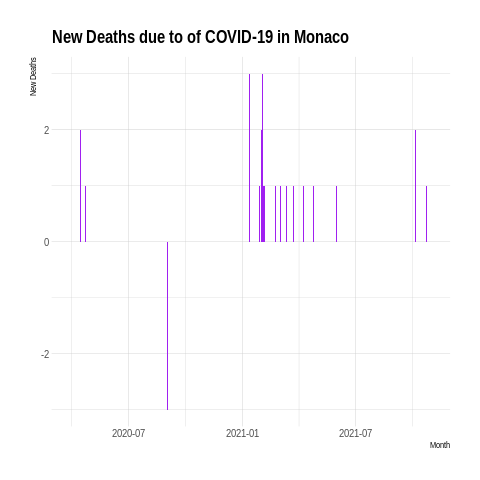 New Deaths due to of COVID-19 in Monaco
New Deaths
2
0
-2
2020-07
2021-01
2021-07
Month